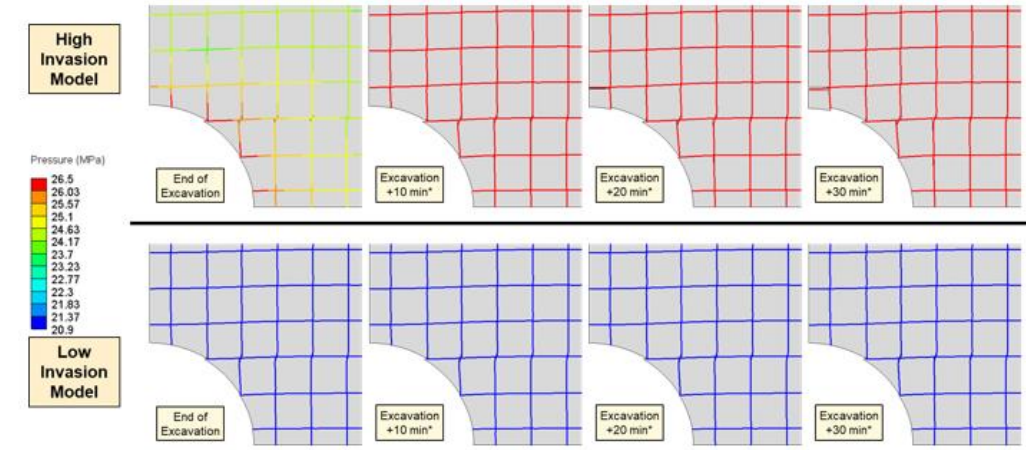 High
Invasion
Model
End of
Excavation
Excavation
+10 min*
Excavation
+20 min*
Excavation
+30 min*
Pressure (MPa)
26.5
26.03
25.57
25.1
24.63
24.17
23.7
23.23
22.77
22.3
21.83
21.37
20.9
Low
Invasion
Model
End of
Excavation
Excavation
+10 min*
Excavation
+20 min*
Excavation
+30 min*